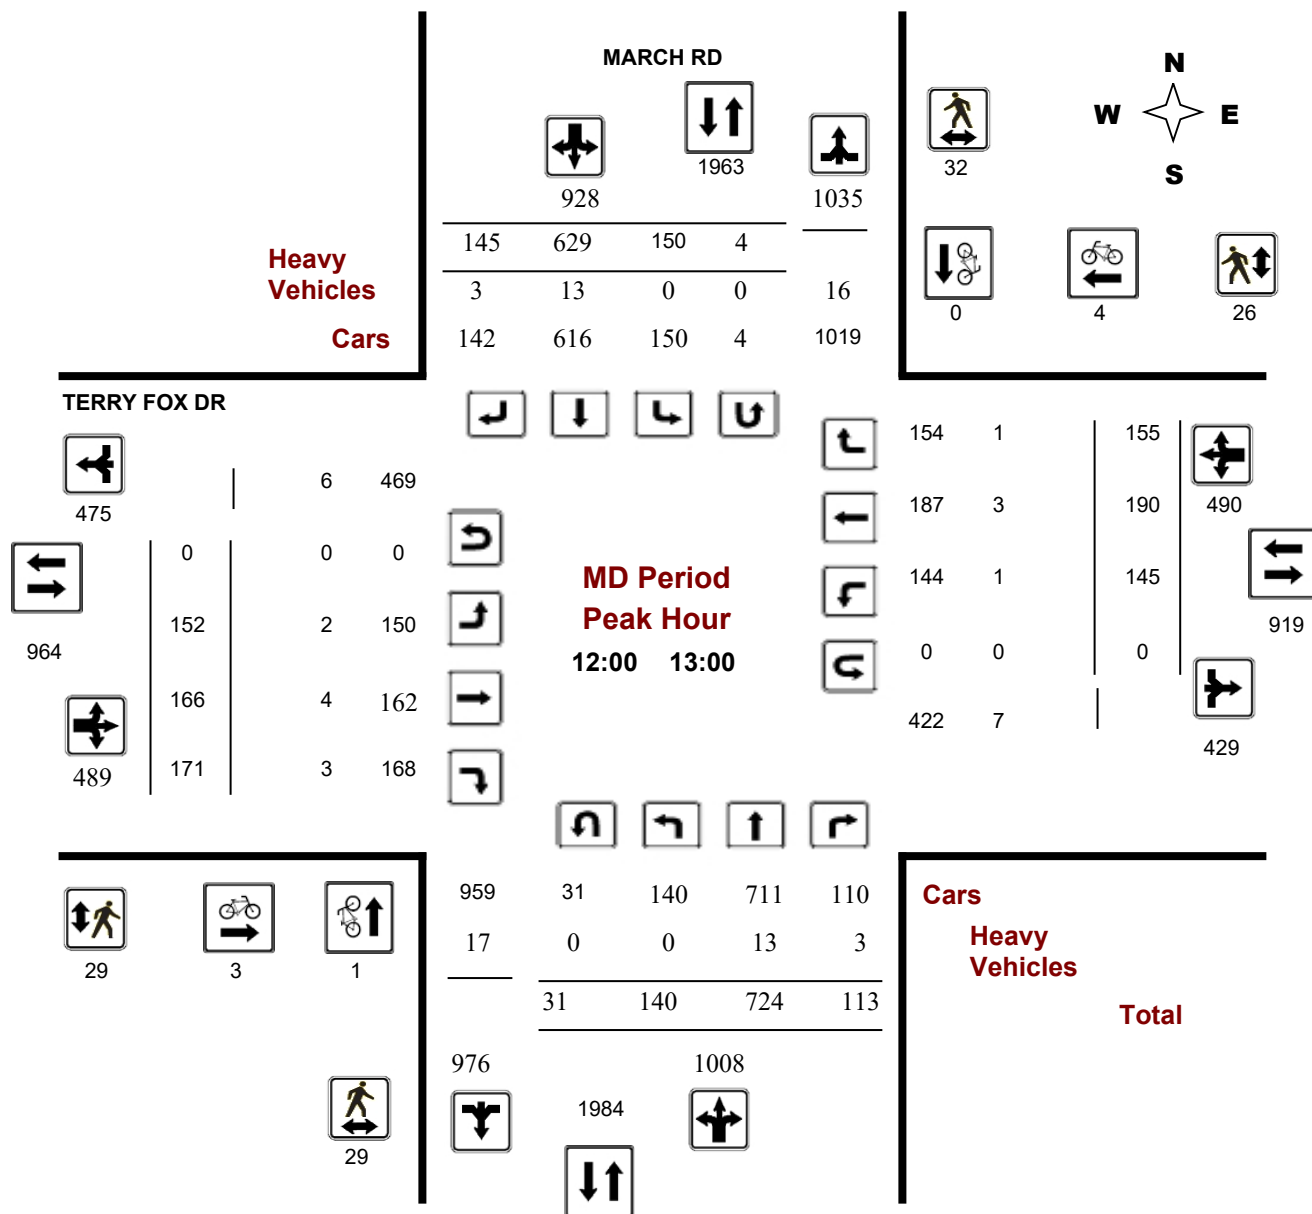 MARCH RD
N
W E
S
1963
32
928 1035
145 629 150 4
Heavy
Vehicles
3 13 0 0 16
0 4 26
Cars
142 616 150 4 1019
TERRY FOX DR
154 1 155
6 469
475
187 3 190 490
0 0 0
MD Period
144 1 145
Peak Hour
152 2 150
919
964
12:00 13:00
0 0 0
166 4 162
422 7
429
489
171 3 168
959 31 140 711 110
Cars
17 0 0 13 3
Heavy
Vehicles
29 3 1
31 140 724 113
Total
976 1008
1984
29